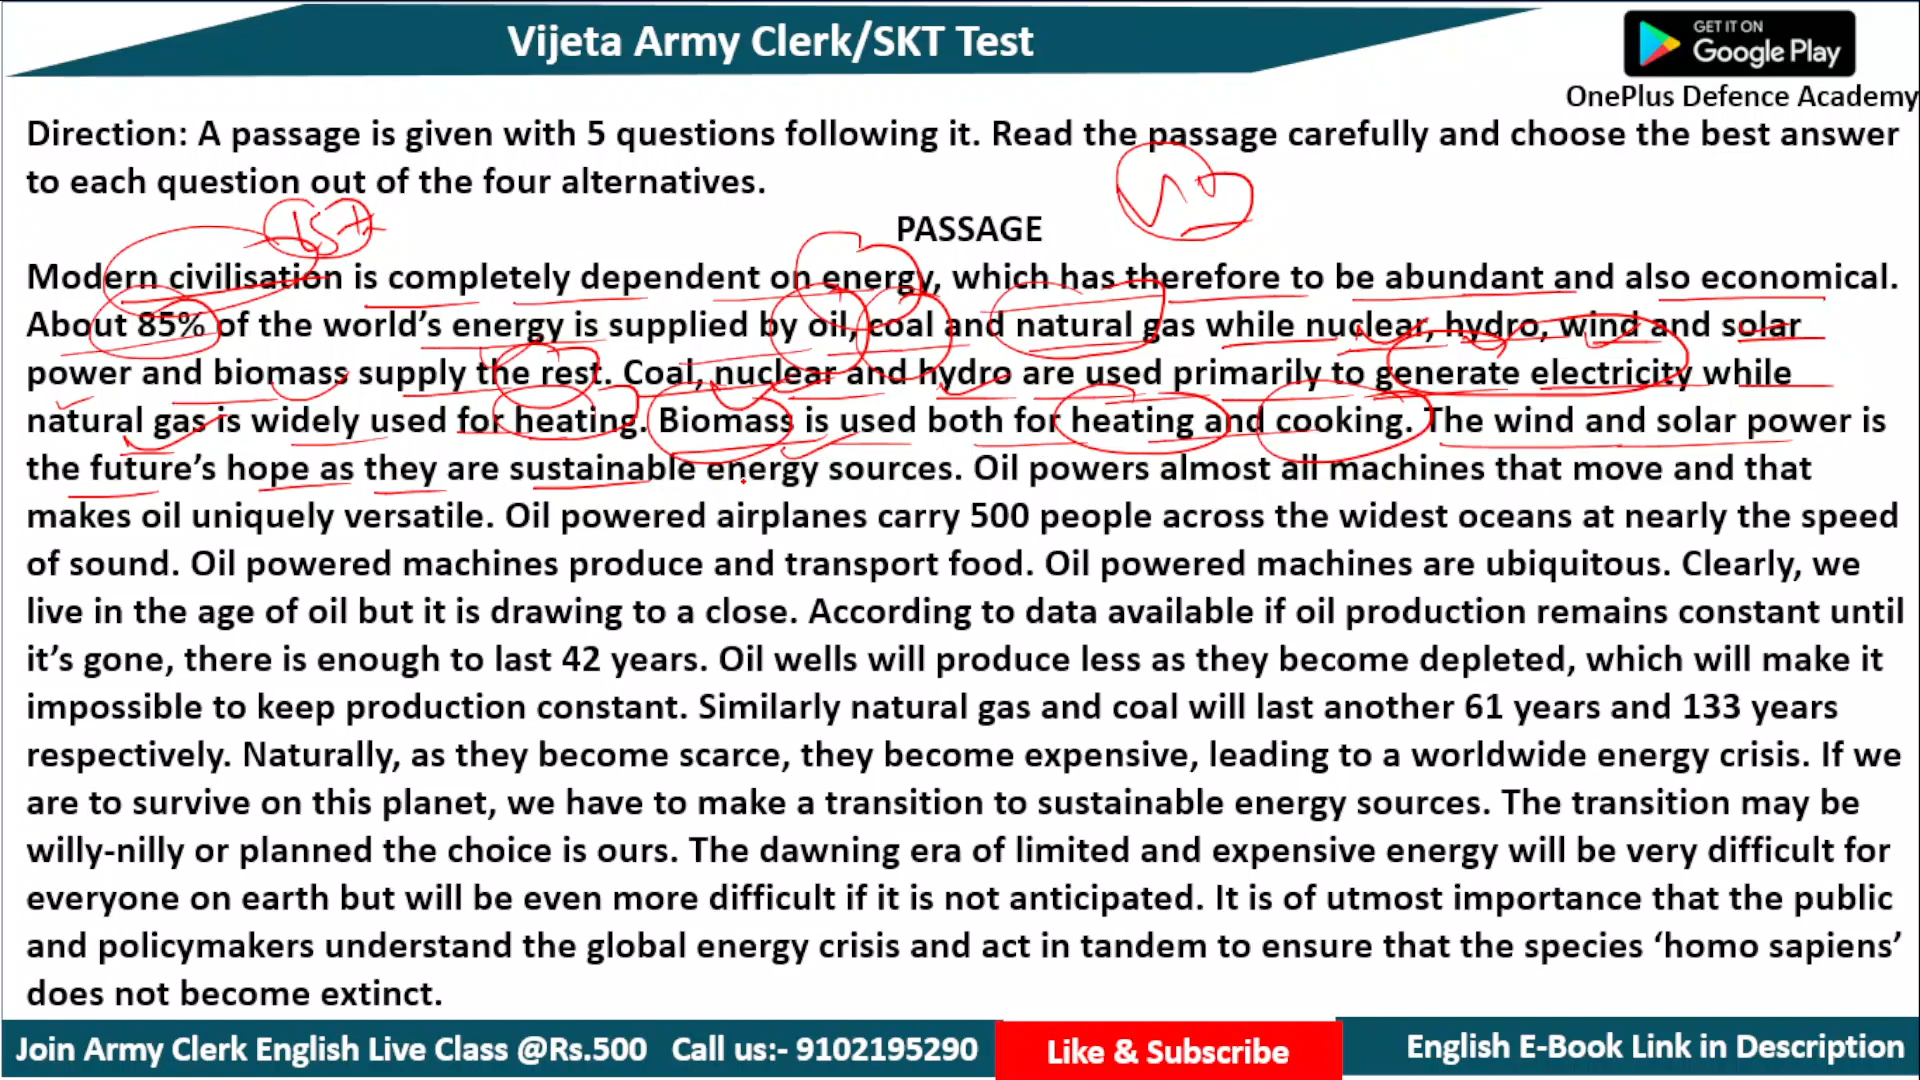 Vijeta Army Clerk/SKT Test
GET IT ON
Google Play
OnePlus Defence Academy
Direction: A passage is given with 5 questions following it. Read the passage carefully and choose the best answer
to each question out of the four alternatives.
PASSAGE
Modern civilisation is completely dependent on energy, which has therefore to be abundant and also economical.
About 85% of the world's energy is supplied by oil, coal and natural gas while nuclear, hydro, wind and solar
power and biomass supply the rest. Coal, nuclear and hydro are used primarily to generate electricity while
natural gas is widely used for heating. Biomass is used both for heating and cooking. The wind and solar power is
the future's hope as they are sustainable energy sources. Oil powers almost all machines that move and that
makes oil uniquely versatile. Oil powered airplanes carry 500 people across the widest oceans at nearly the speed
of sound. Oil powered machines produce and transport food. Oil powered machines are ubiquitous. Clearly, we
live in the age of oil but it is drawing to a close. According to data available if oil production remains constant until
it's gone, there is enough to last 42 years. Oil wells will produce less as they become depleted, which will make it
impossible to keep production constant. Similarly natural gas and coal will last another 61 years and 133 years
respectively. Naturally, as they become scarce, they become expensive, leading to a worldwide energy crisis. If we
are to survive on this planet, we have to make a transition to sustainable energy sources. The transition may be
willy-nilly or planned the choice is ours. The dawning era of limited and expensive energy will be very difficult for
everyone on earth but will be even more difficult if it is not anticipated. It is of utmost importance that the public
and policymakers understand the global energy crisis and act in tandem to ensure that the species ‘homo sapiens’
does not become extinct.
Join Army Clerk English Live Class @Rs.500 Call us:- 9102195290
Like & Subscribe
English E-Book Link in Description